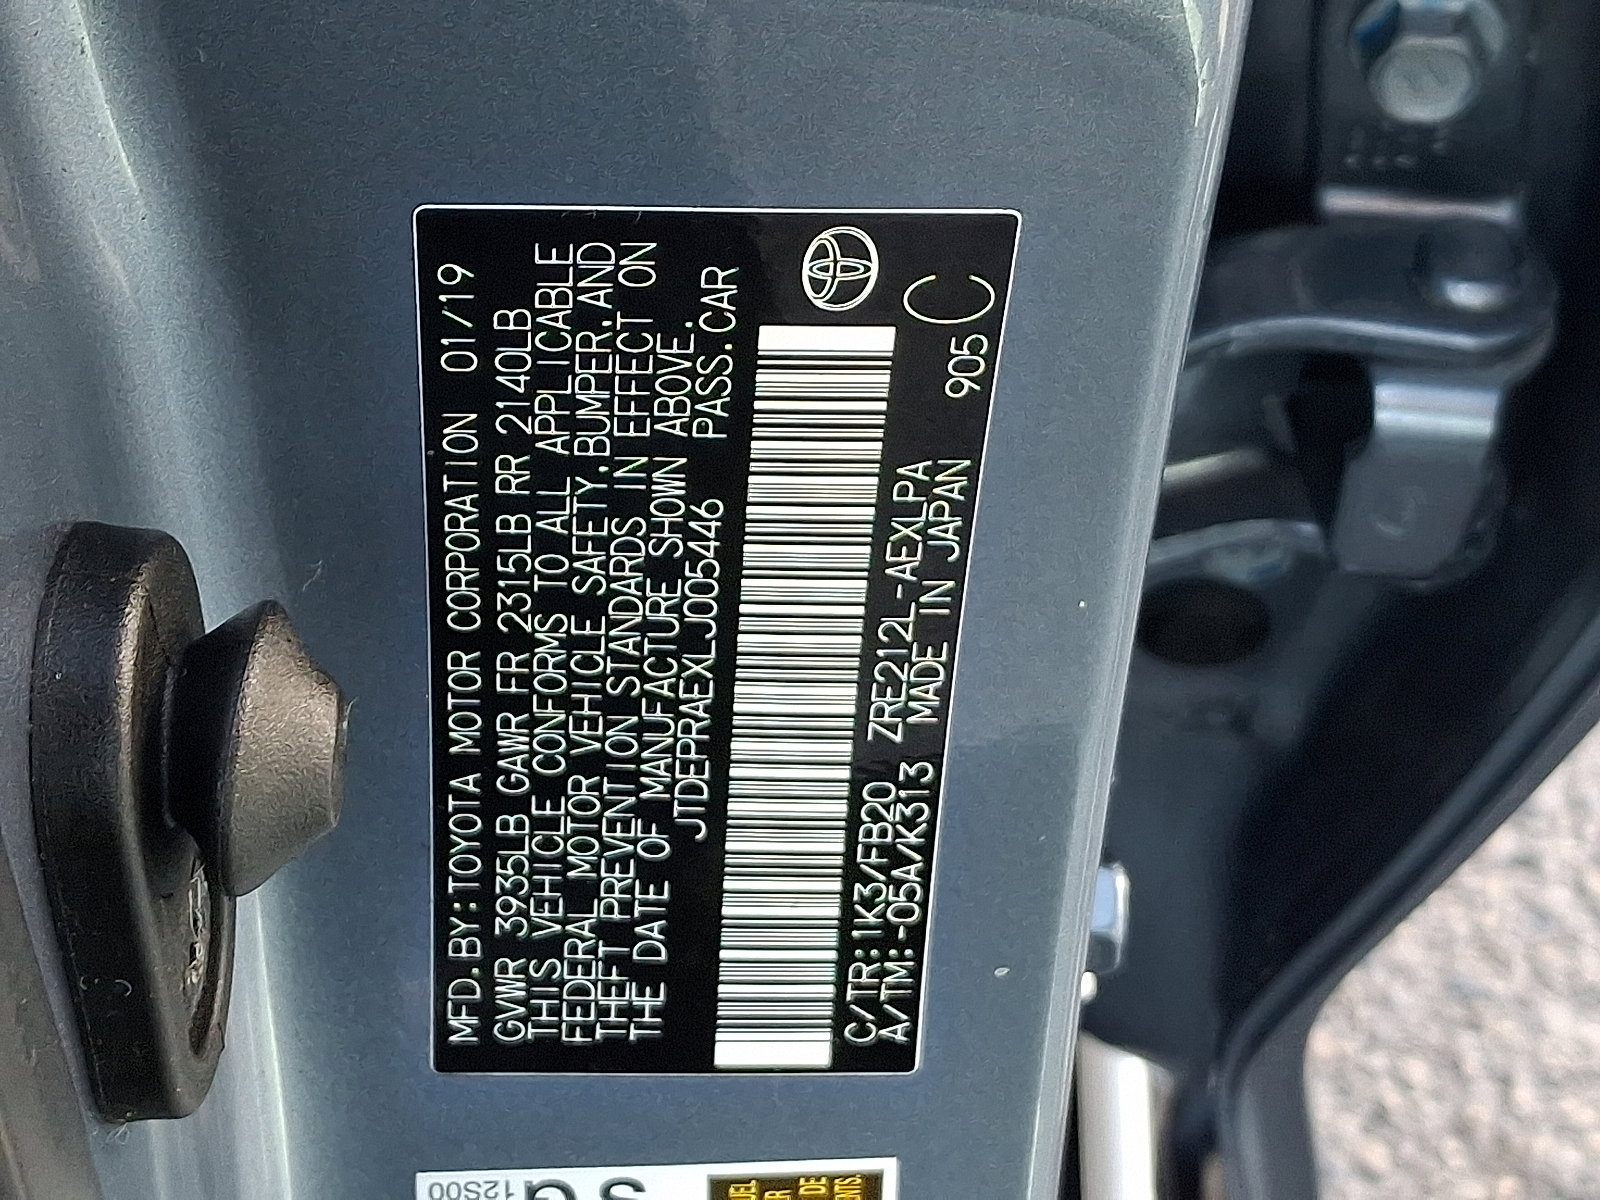 MFD.BY:TOYOTA MOTOR CORPORATION 01/19
GVWR 3935LB GAWR FR 2315LB RR 2140LB
THIS VEHICLE CONFORMS TO ALL APPLICABLE
FEDERAL MOTOR VEHICLE SAFETY,BUMPER,AND
THEFT PREVENTION STANDARDS IN EFFECT ON
THE DATE OF MANUFACTURE SHOWN ABOVE.
JTDEPRAEXLJ005446 PASS.CAR
C/TR:1K3/FB20 ZRE212L-AEXLPA
A/TM:-05A/K313 MADE IN JAPAN 905 C
12S00
DE